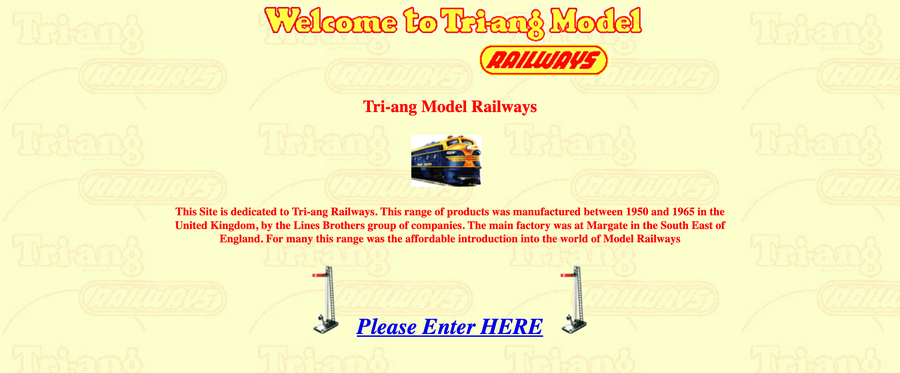 Welcome to Tri-ang Model
RAILWAYS
Tri-ang Model Railways
This Site is dedicated to Tri-ang Railways. This range of products was manufactured between 1950 and 1965 in the
United Kingdom, by the Lines Brothers group of companies. The main factory was at Margate in the South East of
England. For many this range was the affordable introduction into the world of Model Railways
Please Enter HERE